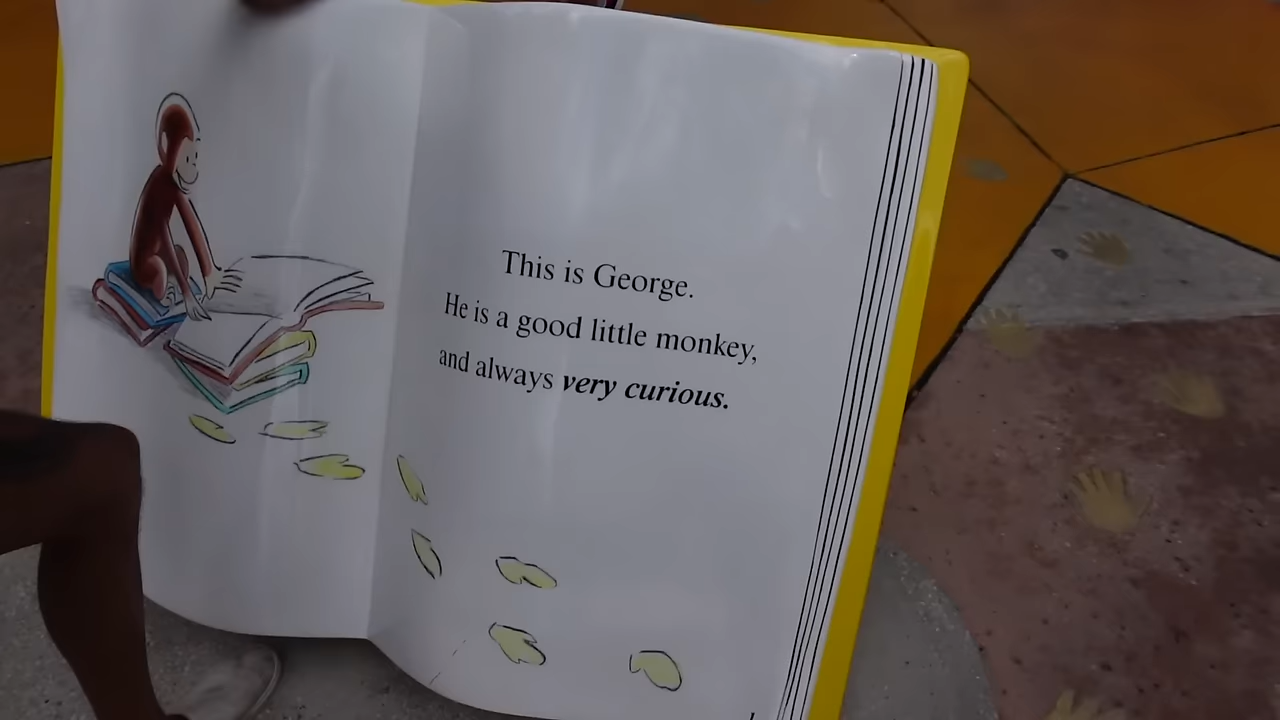 This is George.
He is a good little monkey,
and always very curious.